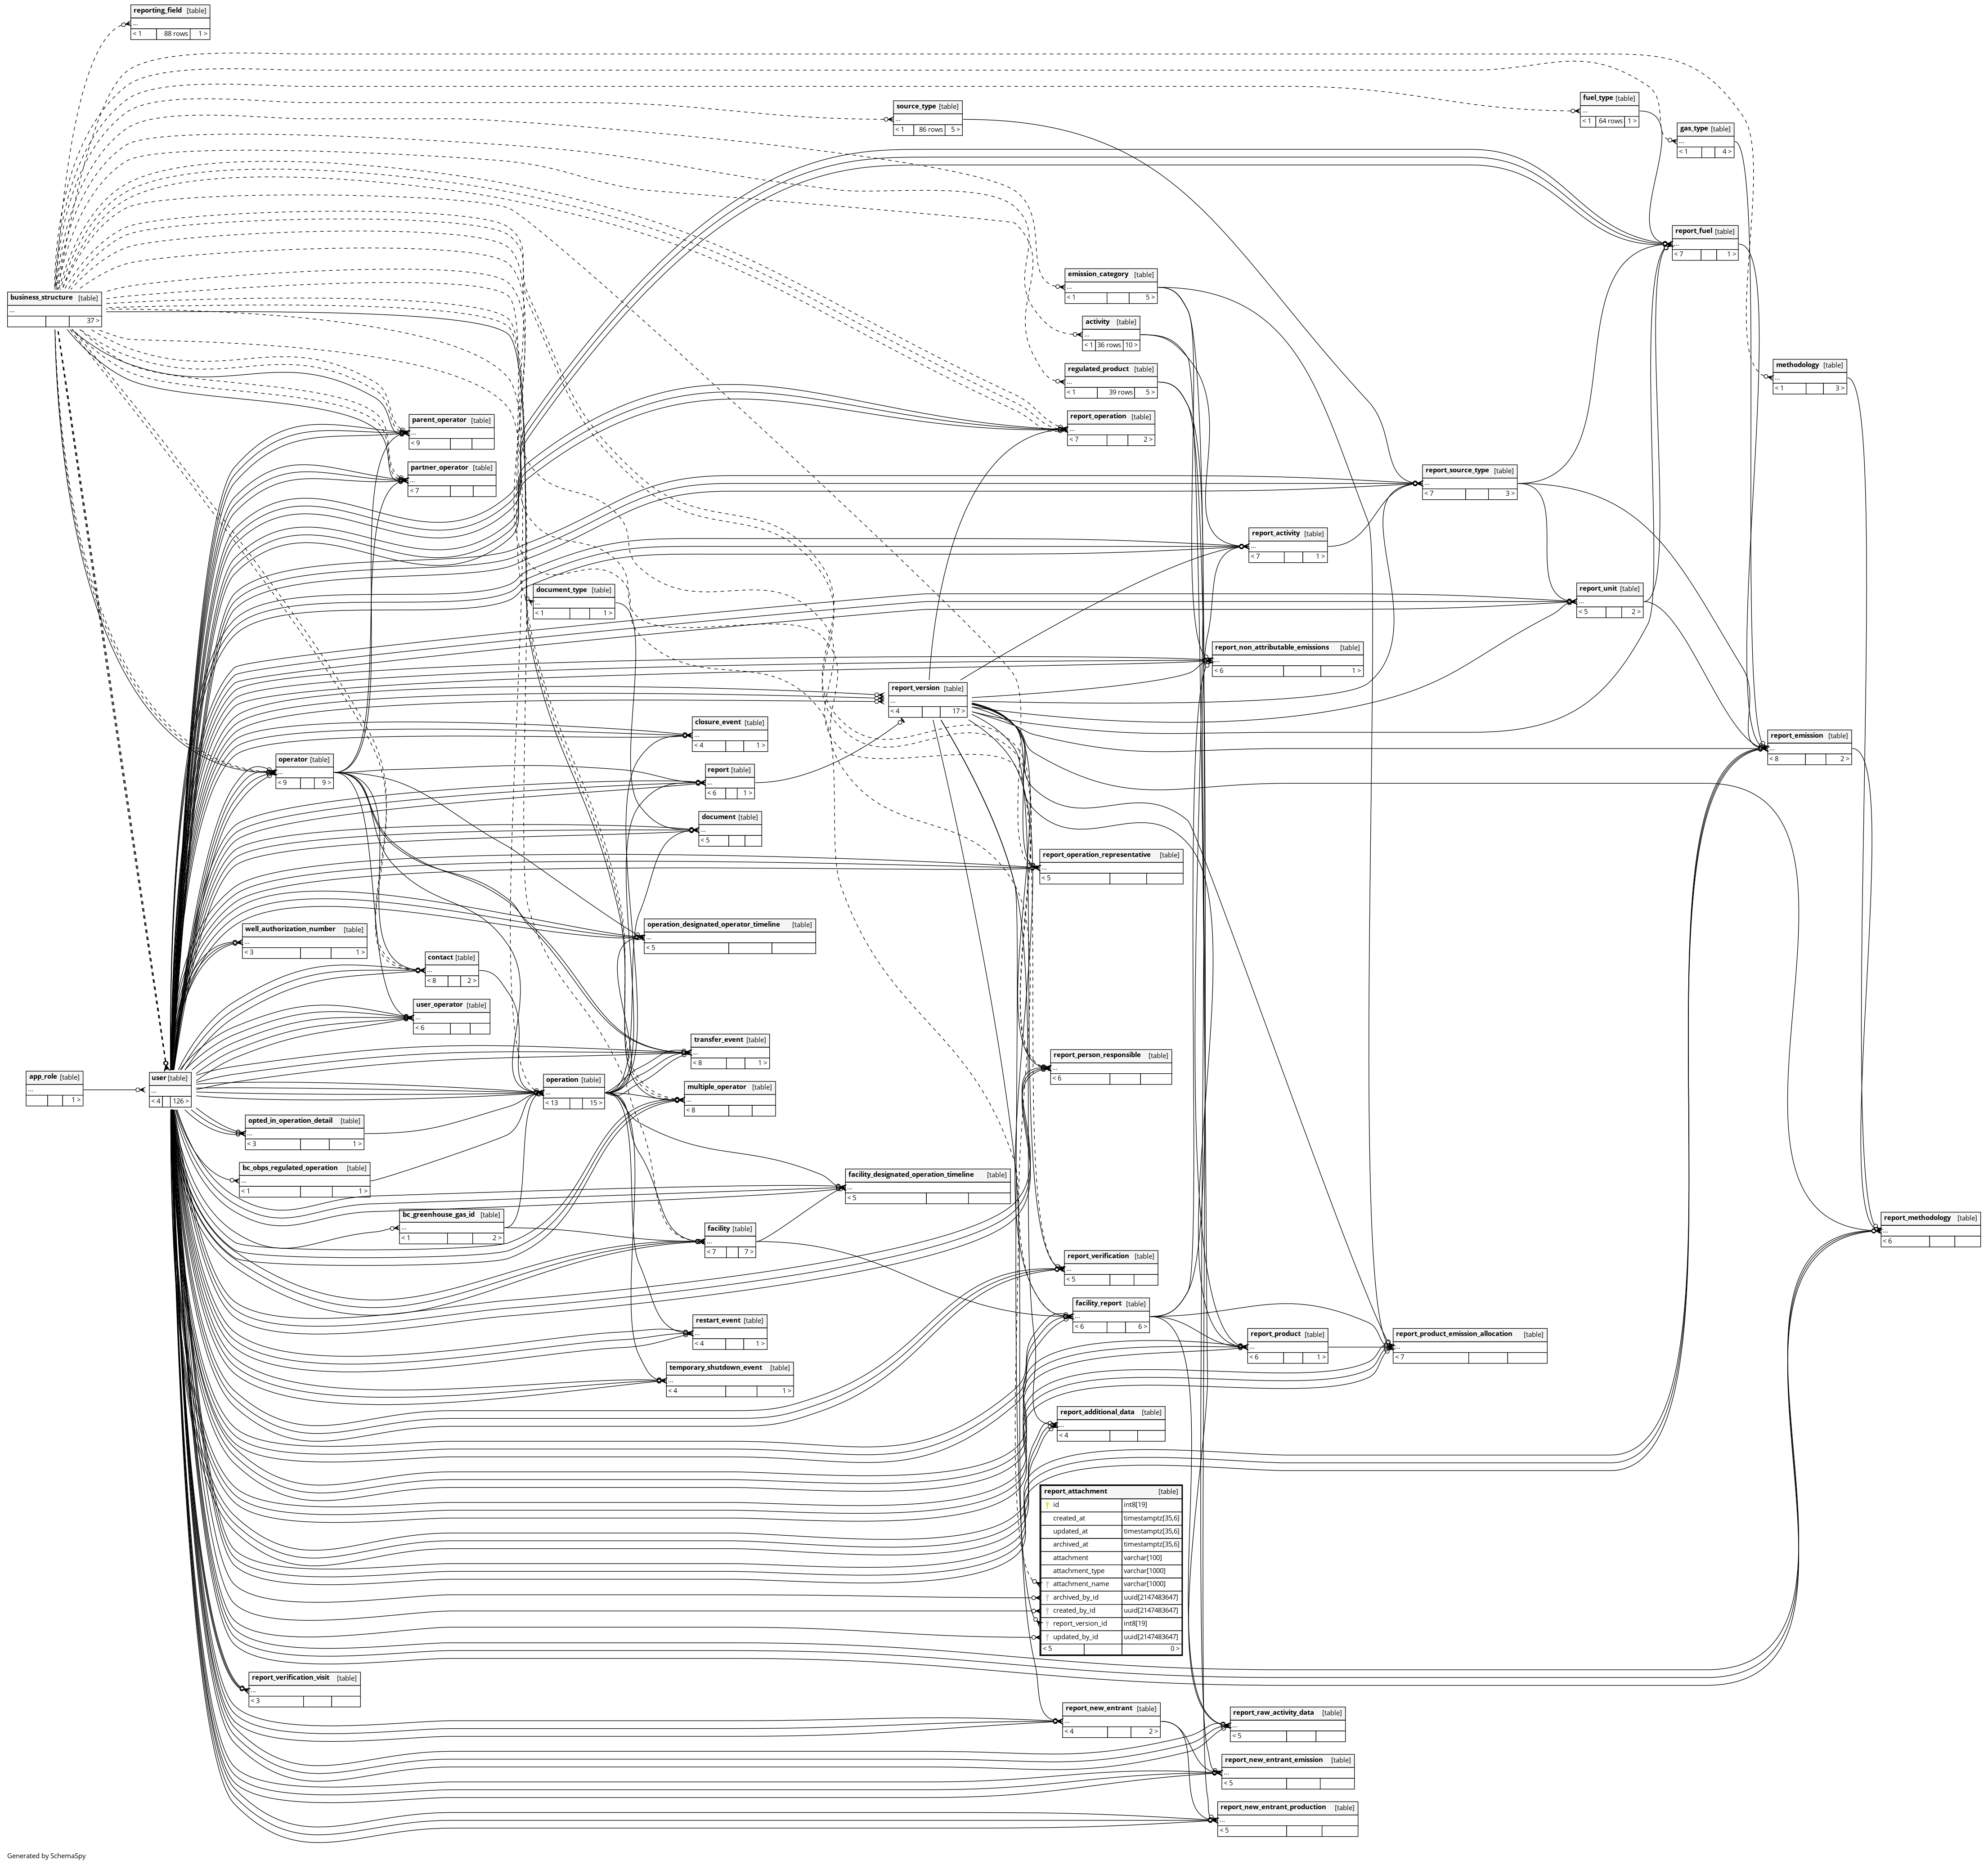 reporting_field [table]
...
< 1 88 rows 1 >
source_type [table]
...
< 1 86 rows 5 >
fuel_type [table]
...
< 1 64 rows 1 >
gas_type [table]
...
< 1 4 >
report_fuel [table]
...
< 7 1 >
emission_category [table]
...
< 1 5 >
business_structure [table]
...
37 >
activity [table]
...
< 1 36 rows 10 >
regulated_product [table]
...
< 1 39 rows 5 >
methodology [table]
...
< 1 3 >
report_operation [table]
...
< 7 2 >
parent_operator [table]
...
< 9
partner_operator [table]
...
< 7
report_source_type [table]
...
< 7 3 >
report_activity [table]
...
< 7 1 >
document_type [table]
...
< 1 1 >
report_unit [table]
...
< 5 2 >
report_non_attributable_emissions [table]
...
< 6 1 >
report_version [table]
...
< 4 17 >
closure_event [table]
...
< 4 1 >
report_emission [table]
...
< 8 2 >
operator [table]
...
< 9 9 >
report [table]
...
< 6 1 >
document [table]
...
< 5
report_operation_representative [table]
...
< 5
well_authorization_number [table]
...
< 3 1 >
operation_designated_operator_timeline [table]
...
< 5
contact [table]
...
< 8 2 >
user_operator [table]
...
< 6
transfer_event [table]
...
< 8 1 >
report_person_responsible [table]
...
< 6
app_role [table]
...
1 >
user [table]
...
< 4 126 >
operation [table]
...
< 13 15 >
multiple_operator [table]
...
< 8
opted_in_operation_detail [table]
...
< 3 1 >
bc_obps_regulated_operation [table]
...
< 1 1 >
facility_designated_operation_timeline [table]
...
< 5
bc_greenhouse_gas_id [table]
...
< 1 2 >
facility [table]
...
< 7 7 >
report_methodology [table]
...
< 6
report_verification [table]
...
< 5
facility_report [table]
...
< 6 6 >
restart_event [table]
...
< 4 1 >
report_product [table]
...
< 6 1 >
report_product_emission_allocation [table]
...
< 7
temporary_shutdown_event [table]
...
< 4 1 >
report_additional_data [table]
...
< 4
report_attachment [table]
id int8[19]
created_at timestamptz[35,6]
updated_at timestamptz[35,6]
archived_at timestamptz[35,6]
attachment varchar[100]
attachment_type varchar[1000]
attachment_name varchar[1000]
archived_by_id uuid[2147483647]
created_by_id uuid[2147483647]
report_version_id int8[19]
updated_by_id uuid[2147483647]
< 5 0 >
report_verification_visit [table]
...
< 3
report_new_entrant [table]
...
< 4 2 >
report_raw_activity_data [table]
...
< 5
report_new_entrant_emission [table]
...
< 5
report_new_entrant_production [table]
...
< 5
Generated by SchemaSpy